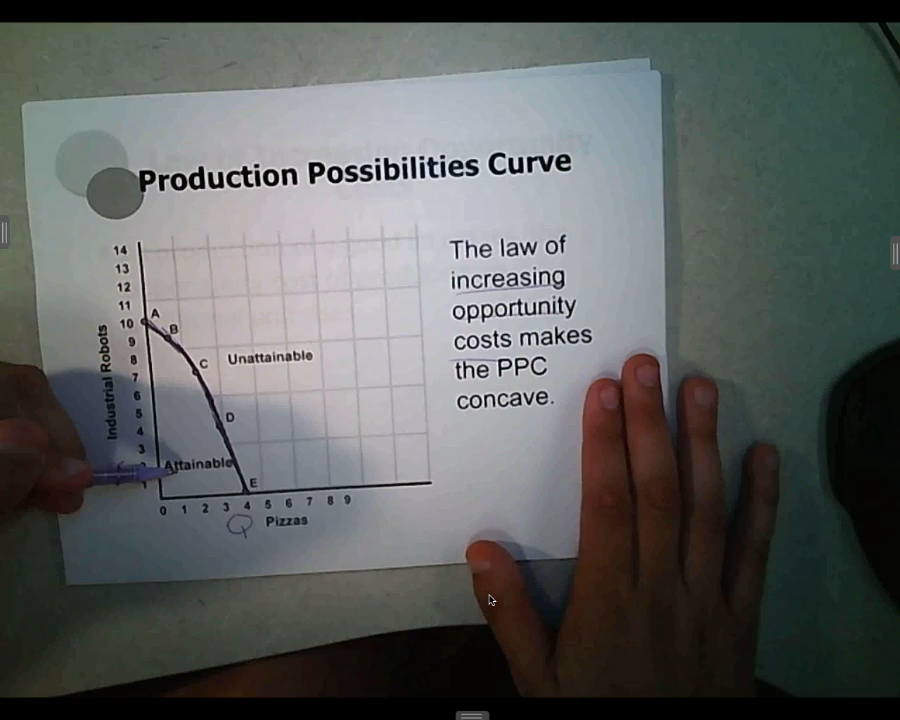 Production Possibilities Curve
The law of
increasing
opportunity
costs makes
the PPC
concave.
Industrial Robots
14
13
12
11
10
9
8
7
6
5
4
3
A
B
C
D
E
Unattainable
Attainable
0 1 2 3 4 5 6 7 8 9
Q Pizzas